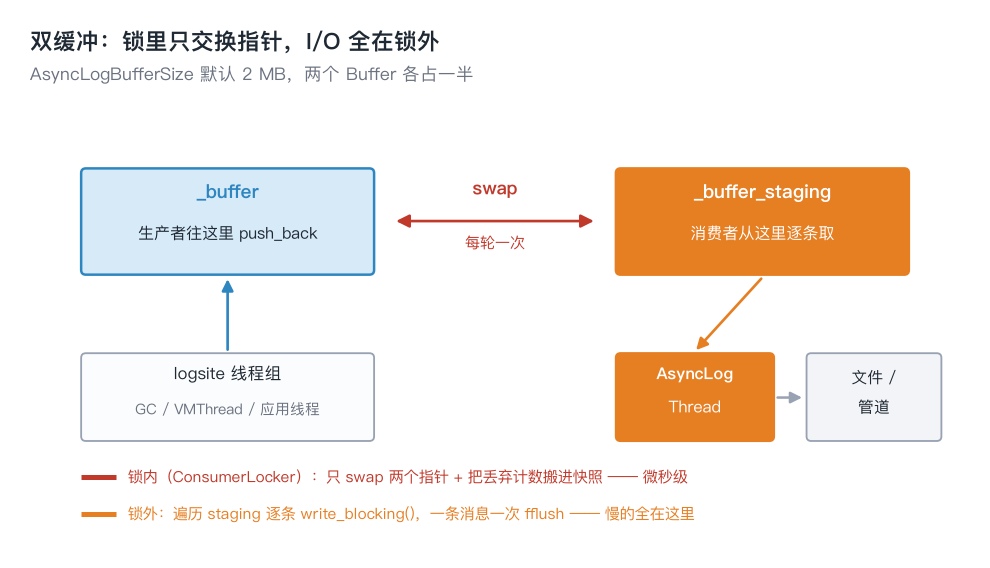 双缓冲：锁里只交换指针，I/O 全在锁外
AsyncLogBufferSize 默认 2 MB，两个 Buffer 各占一半
_buffer
生产者往这里 push_back
swap
每轮一次
_buffer_staging
消费者从这里逐条取
logsite 线程组
GC / VMThread / 应用线程
AsyncLog
Thread
文件 /
管道
锁内（ConsumerLocker）：只 swap 两个指针 + 把丢弃计数搬进快照 —— 微秒级
锁外：遍历 staging 逐条 write_blocking()，一条消息一次 fflush —— 慢的全在这里